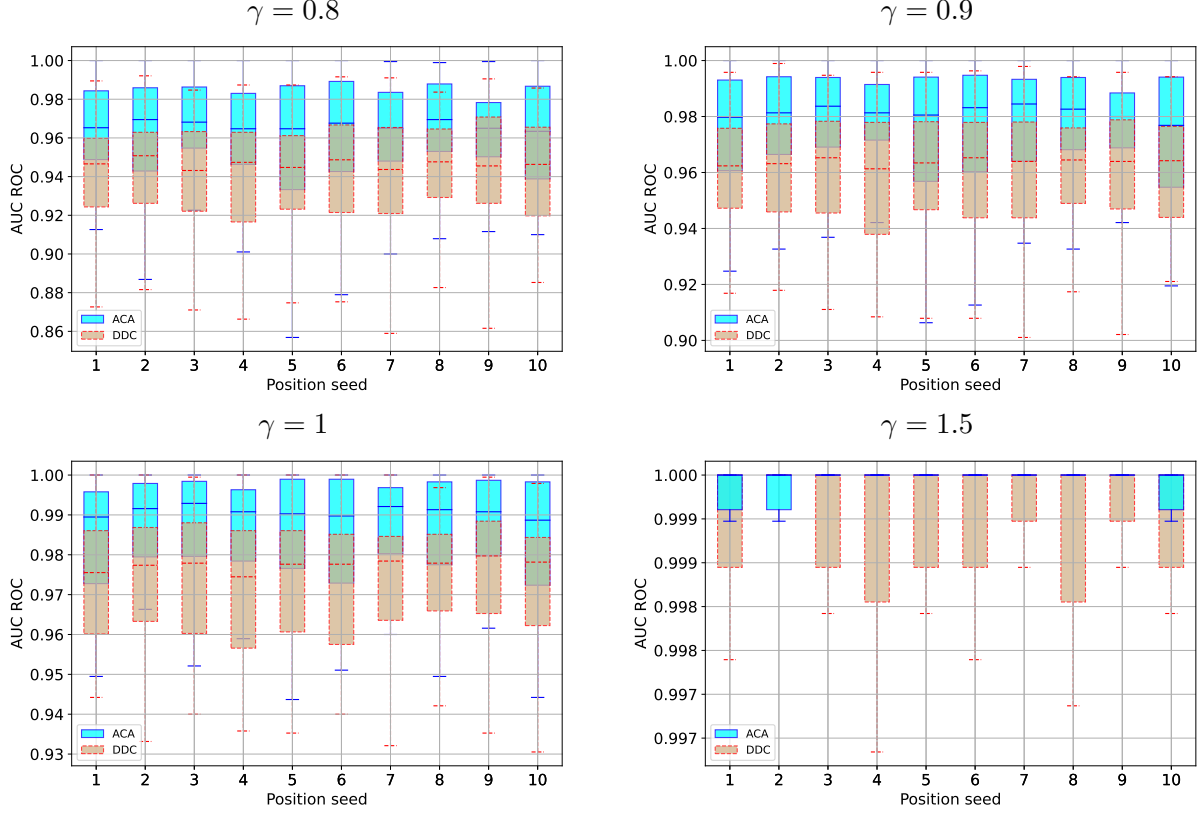 γ = 0.8
γ = 0.9
1.00
0.98
0.96
0.94
0.92
0.90
0.88
0.86
AUC ROC
ACA
DDC
1 2 3 4 5 6 7 8 9 10
Position seed
1.00
0.98
0.96
0.94
0.92
0.90
AUC ROC
ACA
DDC
1 2 3 4 5 6 7 8 9 10
Position seed
γ = 1
γ = 1.5
1.00
0.99
0.98
0.97
0.96
0.95
0.94
0.93
AUC ROC
ACA
DDC
1 2 3 4 5 6 7 8 9 10
Position seed
1.000
0.999
0.999
0.998
0.998
0.997
0.997
AUC ROC
ACA
DDC
1 2 3 4 5 6 7 8 9 10
Position seed